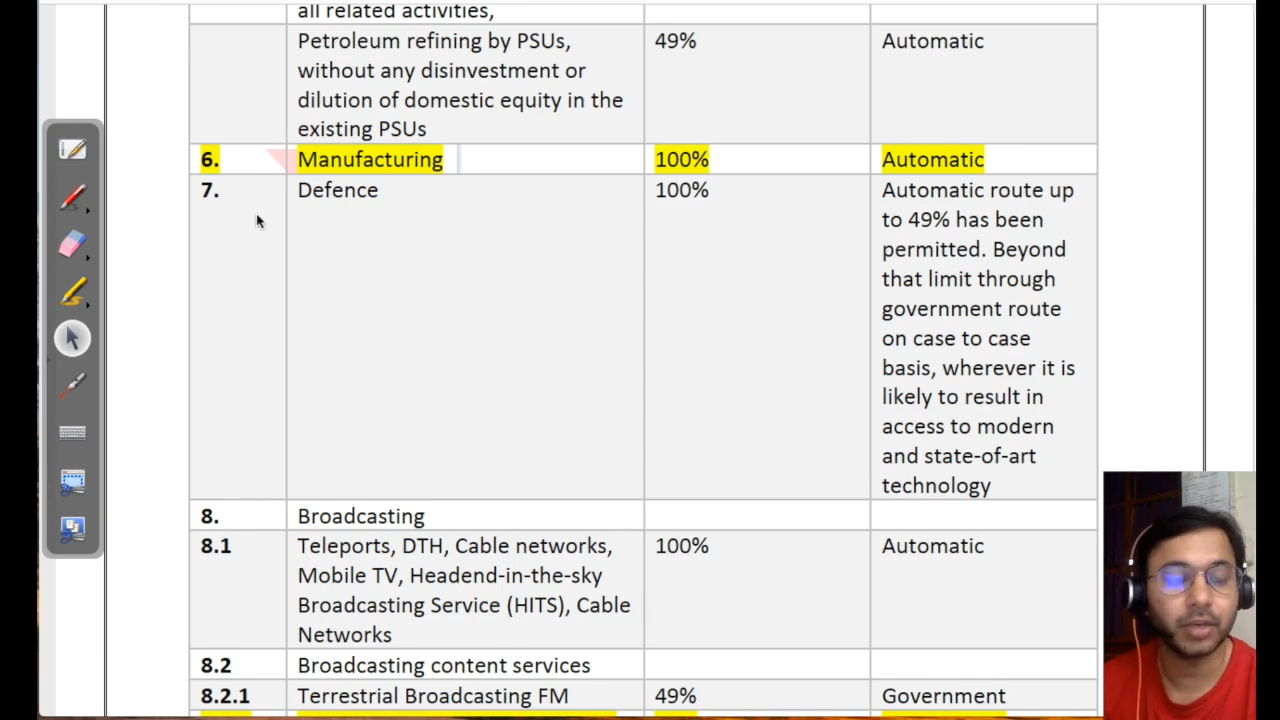 all related activities,
Petroleum refining by PSUs, 49% Automatic
without any disinvestment or
dilution of domestic equity in the
existing PSUs
6. Manufacturing 100% Automatic
7. Defence 100% Automatic route up
to 49% has been
permitted. Beyond
that limit through
government route
on case to case
basis, wherever it is
likely to result in
access to modern
and state-of-art
technology
8. Broadcasting
8.1 Teleports, DTH, Cable networks, 100% Automatic
Mobile TV, Headend-in-the-sky
Broadcasting Service (HITS), Cable
Networks
8.2 Broadcasting content services
8.2.1 Terrestrial Broadcasting FM 49% Government